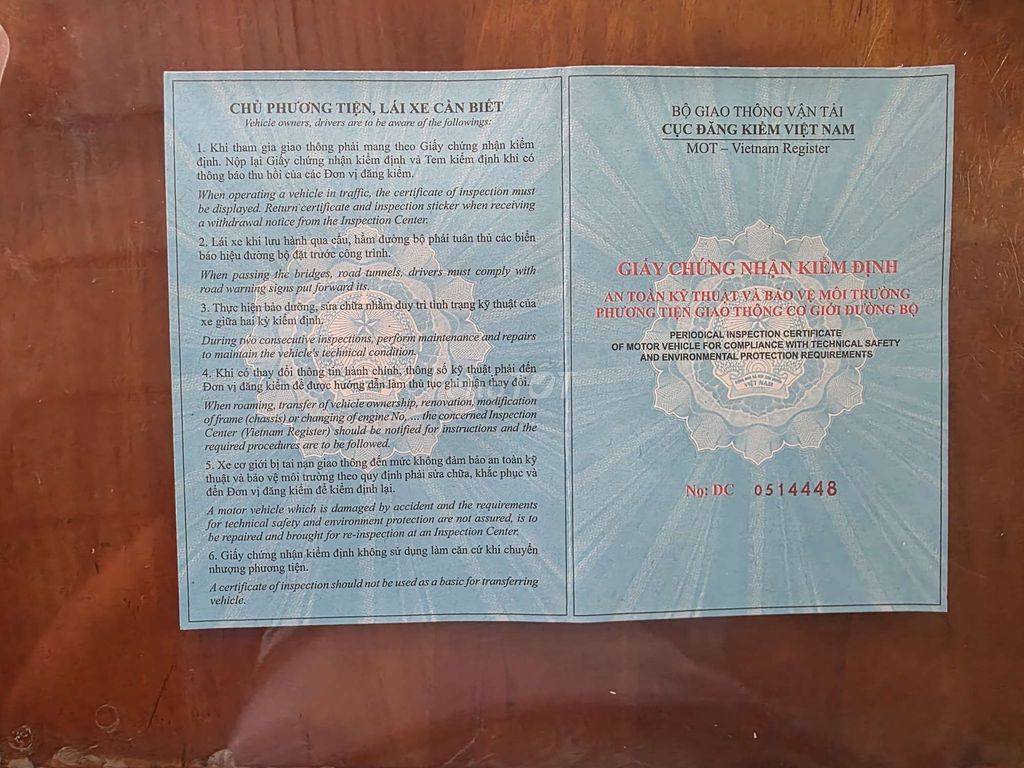 CHỦ PHƯƠNG TIỆN, LÁI XE CẦN BIẾT
Vehicle owners, drivers are to be aware of the followings:
1. Khi tham gia giao thông phải mang theo Giấy chứng nhận kiểm
định. Nộp lại Giấy chứng nhận kiểm định và Tem kiểm định khi có
thông báo thu hồi của các Đơn vị đăng kiểm.
When operating a vehicle in traffic, the certificate of inspection must
be displayed. Return certificate and inspection sticker when receiving
a withdrawal notice from the Inspection Center.
2. Lái xe khi lưu hành qua cầu, hầm đường bộ phải tuân thủ các biển
báo hiệu đường bộ đặt trước công trình.
When passing the bridges, road tunnels, drivers must comply with
road warning signs put forward its.
3. Thực hiện bảo dưỡng, sửa chữa nhằm duy trì tình trạng kỹ thuật của
xe giữa hai kỳ kiểm định.
During two consecutive inspections, perform maintenance and repairs
to maintain the vehicle's technical condition.
4. Khi có thay đổi thông tin hành chính, thông số kỹ thuật phải đến
Đơn vị đăng kiểm để được hướng dẫn làm thủ tục ghi nhận thay đổi.
When roaming, transfer of vehicle ownership, renovation, modification
of frame (chassis) or changing of engine No, ... the concerned Inspection
Center (Vietnam Register) should be notified for instructions and the
required procedures are to be followed.
5. Xe cơ giới bị tai nạn giao thông đến mức không đảm bảo an toàn kỹ
thuật và bảo vệ môi trường theo quy định phải sửa chữa, khắc phục và
đến Đơn vị đăng kiểm để kiểm định lại.
A motor vehicle which is damaged by accident and the requirements
for technical safety and environment protection are not assured, is to
be repaired and brought for re-inspection at an Inspection Center.
6. Giấy chứng nhận kiểm định không sử dụng làm căn cứ khi chuyển
nhượng phương tiện.
A certificate of inspection should not be used as a basic for transferring
vehicle.
BỘ GIAO THÔNG VẬN TẢI
CỤC ĐĂNG KIỂM VIỆT NAM
MOT – Vietnam Register
GIẤY CHỨNG NHẬN KIỂM ĐỊNH
AN TOÀN KỸ THUẬT VÀ BẢO VỆ MÔI TRƯỜNG
PHƯƠNG TIỆN GIAO THÔNG CƠ GIỚI ĐƯỜNG BỘ
PERIODICAL INSPECTION CERTIFICATE
OF MOTOR VEHICLE FOR COMPLIANCE WITH TECHNICAL SAFETY
AND ENVIRONMENTAL PROTECTION REQUIREMENTS
VIỆT NAM
No: DC 0514448